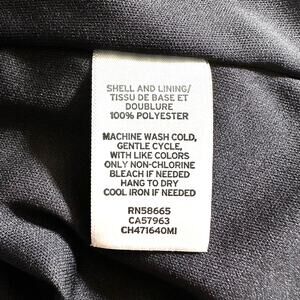 SHELL AND LINING/
TISSU DE BASE ET
DOUBLURE
100% POLYESTER
MACHINE WASH COLD,
GENTLE CYCLE,
WITH LIKE COLORS
ONLY NON-CHLORINE
BLEACH IF NEEDED
HANG TO DRY
COOL IRON IF NEEDED
RN58665
CA57963
CH471640MI